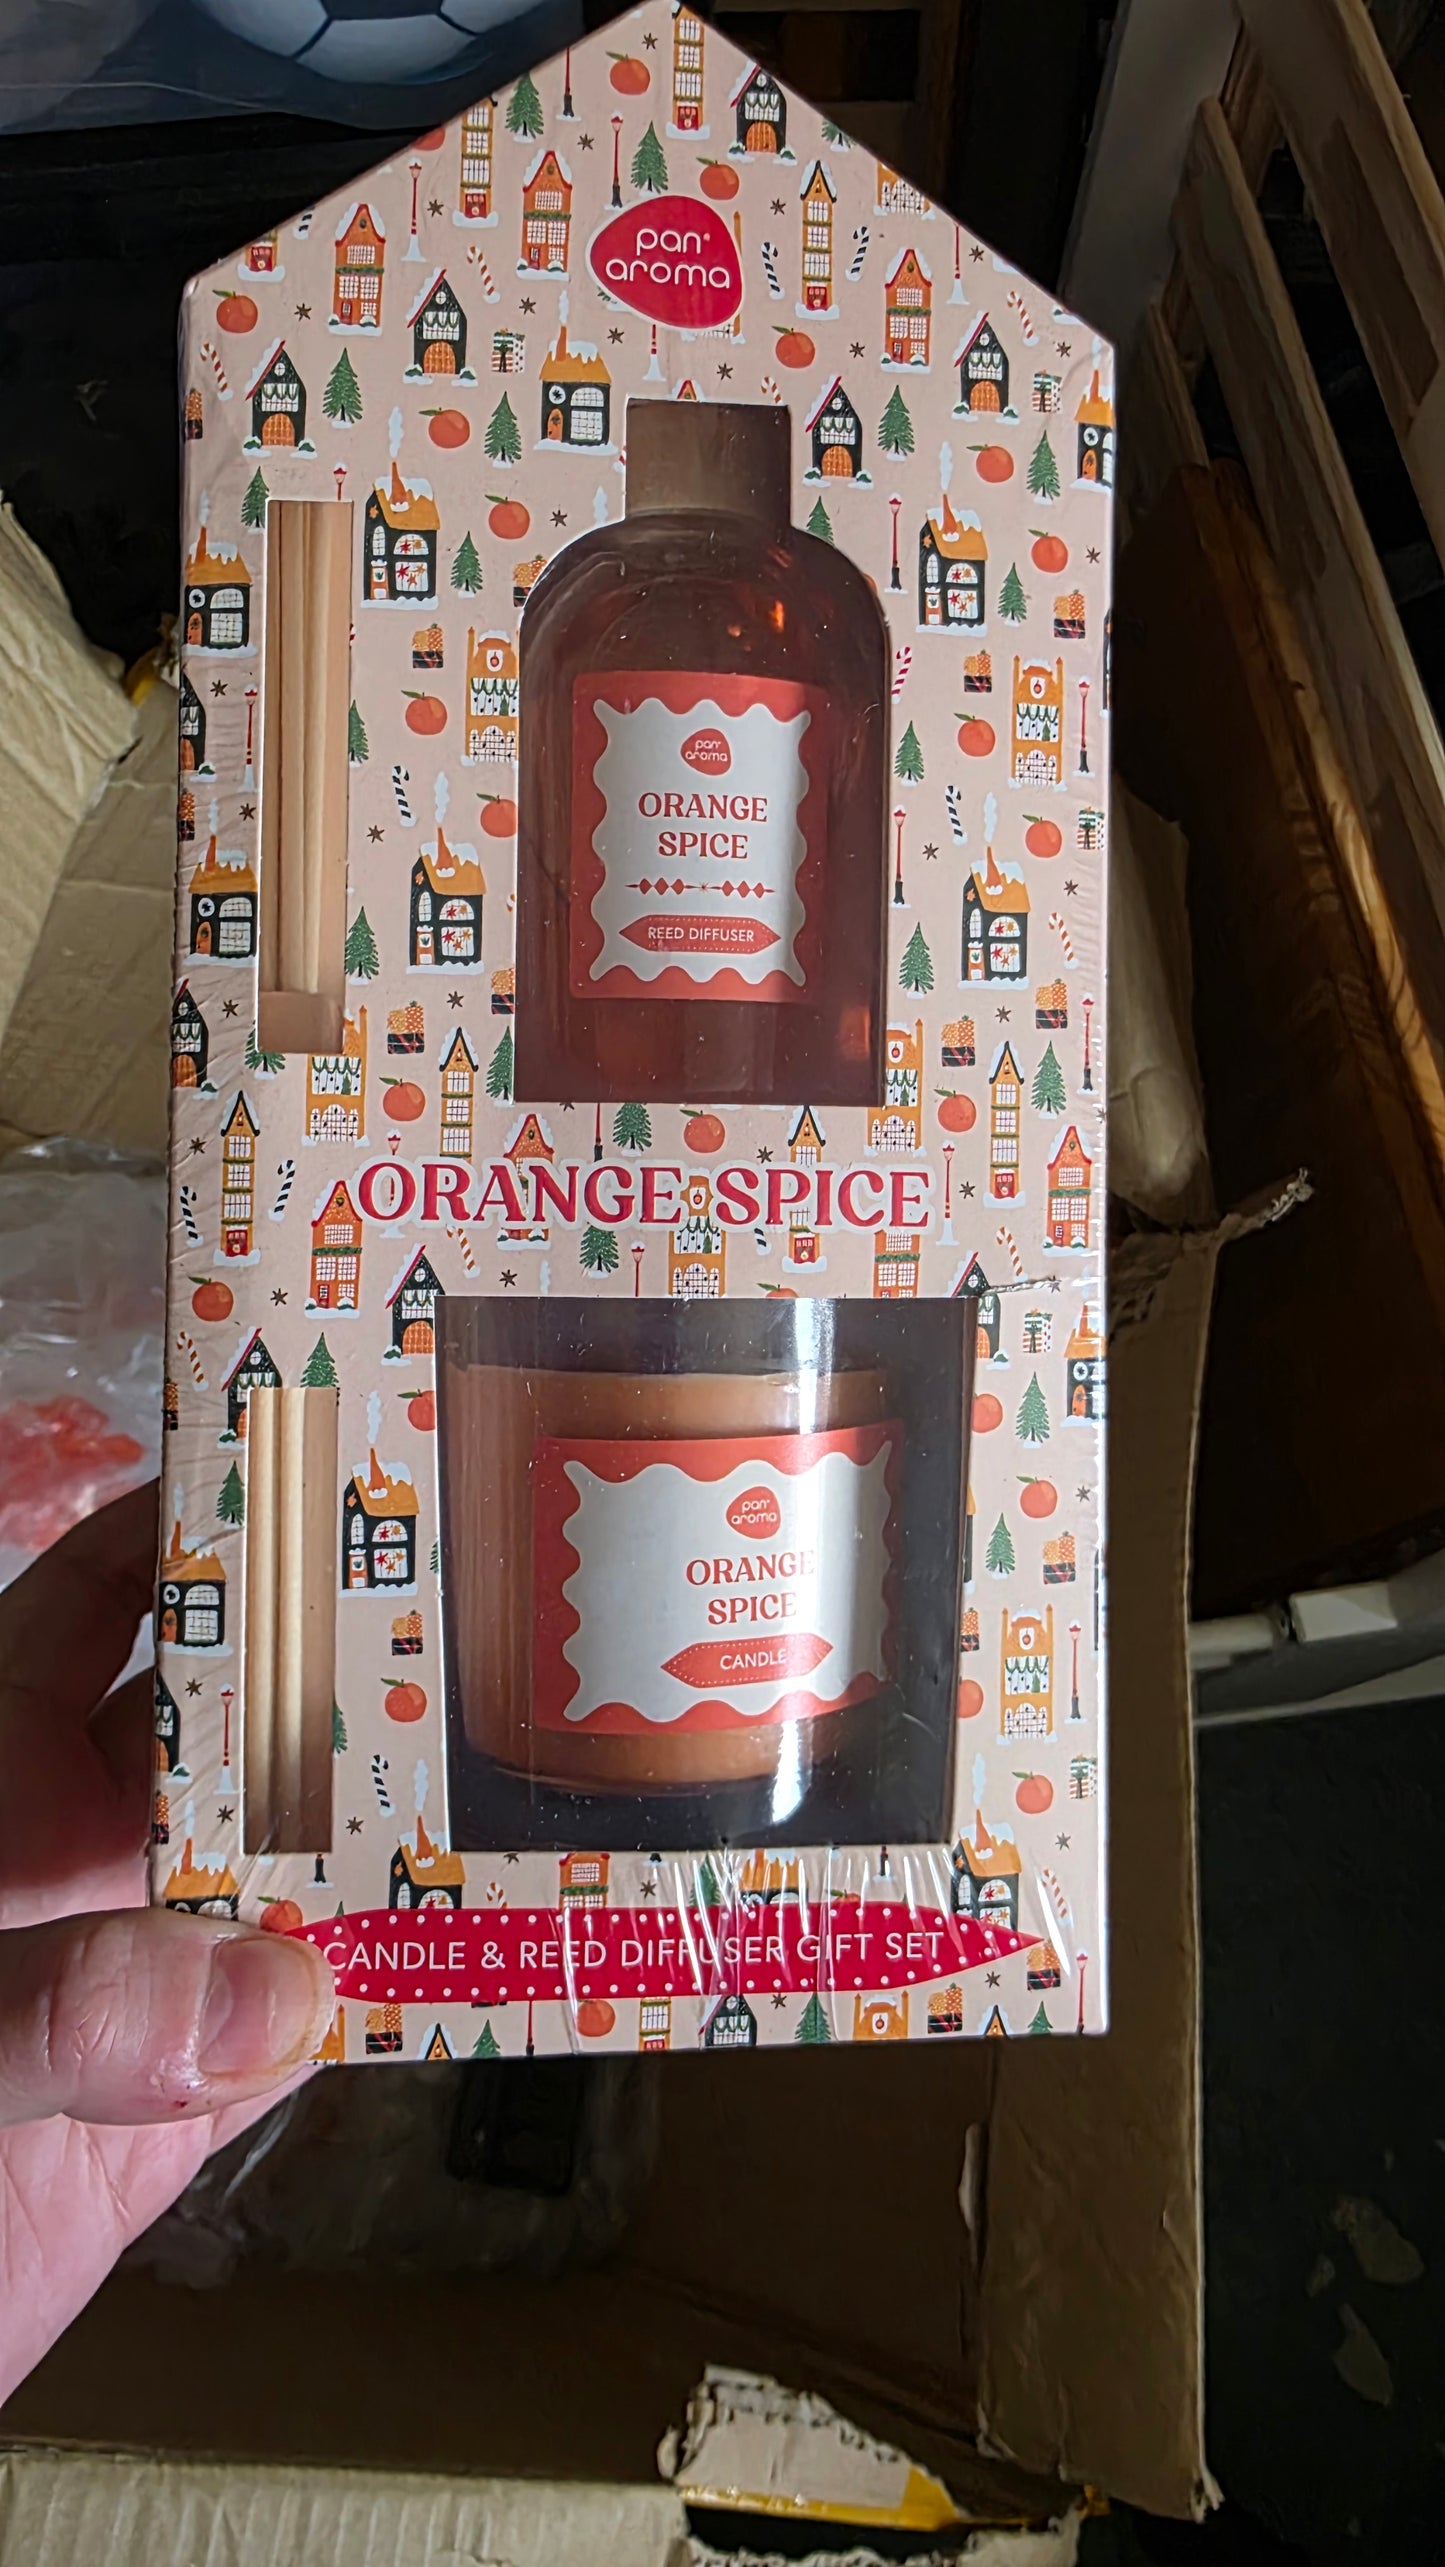 pan
aroma
pan
aroma
ORANGE
SPICE
REED DIFFUSER
ORANGE SPICE
pan
aroma
ORANGE
SPICE
CANDLE
CANDLE & REED DIFFUSER GIFT SET